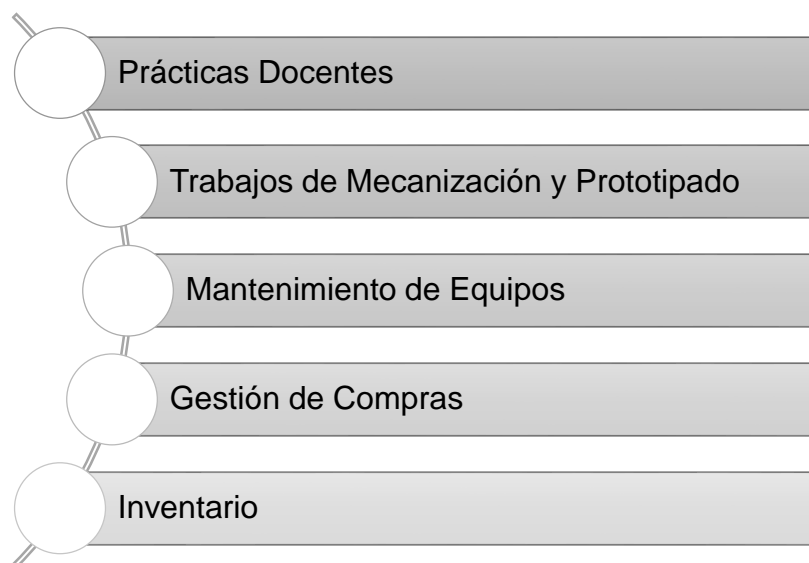 Prácticas Docentes
Trabajos de Mecanización y Prototipado
Mantenimiento de Equipos
Gestión de Compras
Inventario